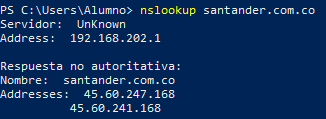 PS C:\Users\Alumno> nslookup santander.com.co
Servidor:  UnKnown
Address:  192.168.202.1

Respuesta no autoritativa:
Nombre:  santander.com.co
Addresses:  45.60.247.168
          45.60.241.168